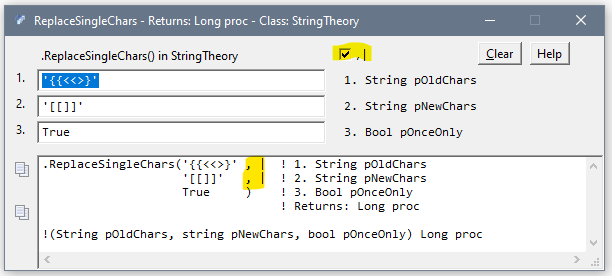 ReplaceSingleChars - Returns: Long proc - Class: StringTheory
.ReplaceSingleChars() in StringTheory
, |
Clear
Help
1. '{{<<>}' 1. String pOldChars
2. '[[]]' 2. String pNewChars
3. True 3. Bool pOnceOnly
.ReplaceSingleChars('{{<<>}' , | ! 1. String pOldChars
'[[]]' , | ! 2. String pNewChars
True ) ! 3. Bool pOnceOnly
! Returns: Long proc
!(String pOldChars, string pNewChars, bool pOnceOnly) Long proc